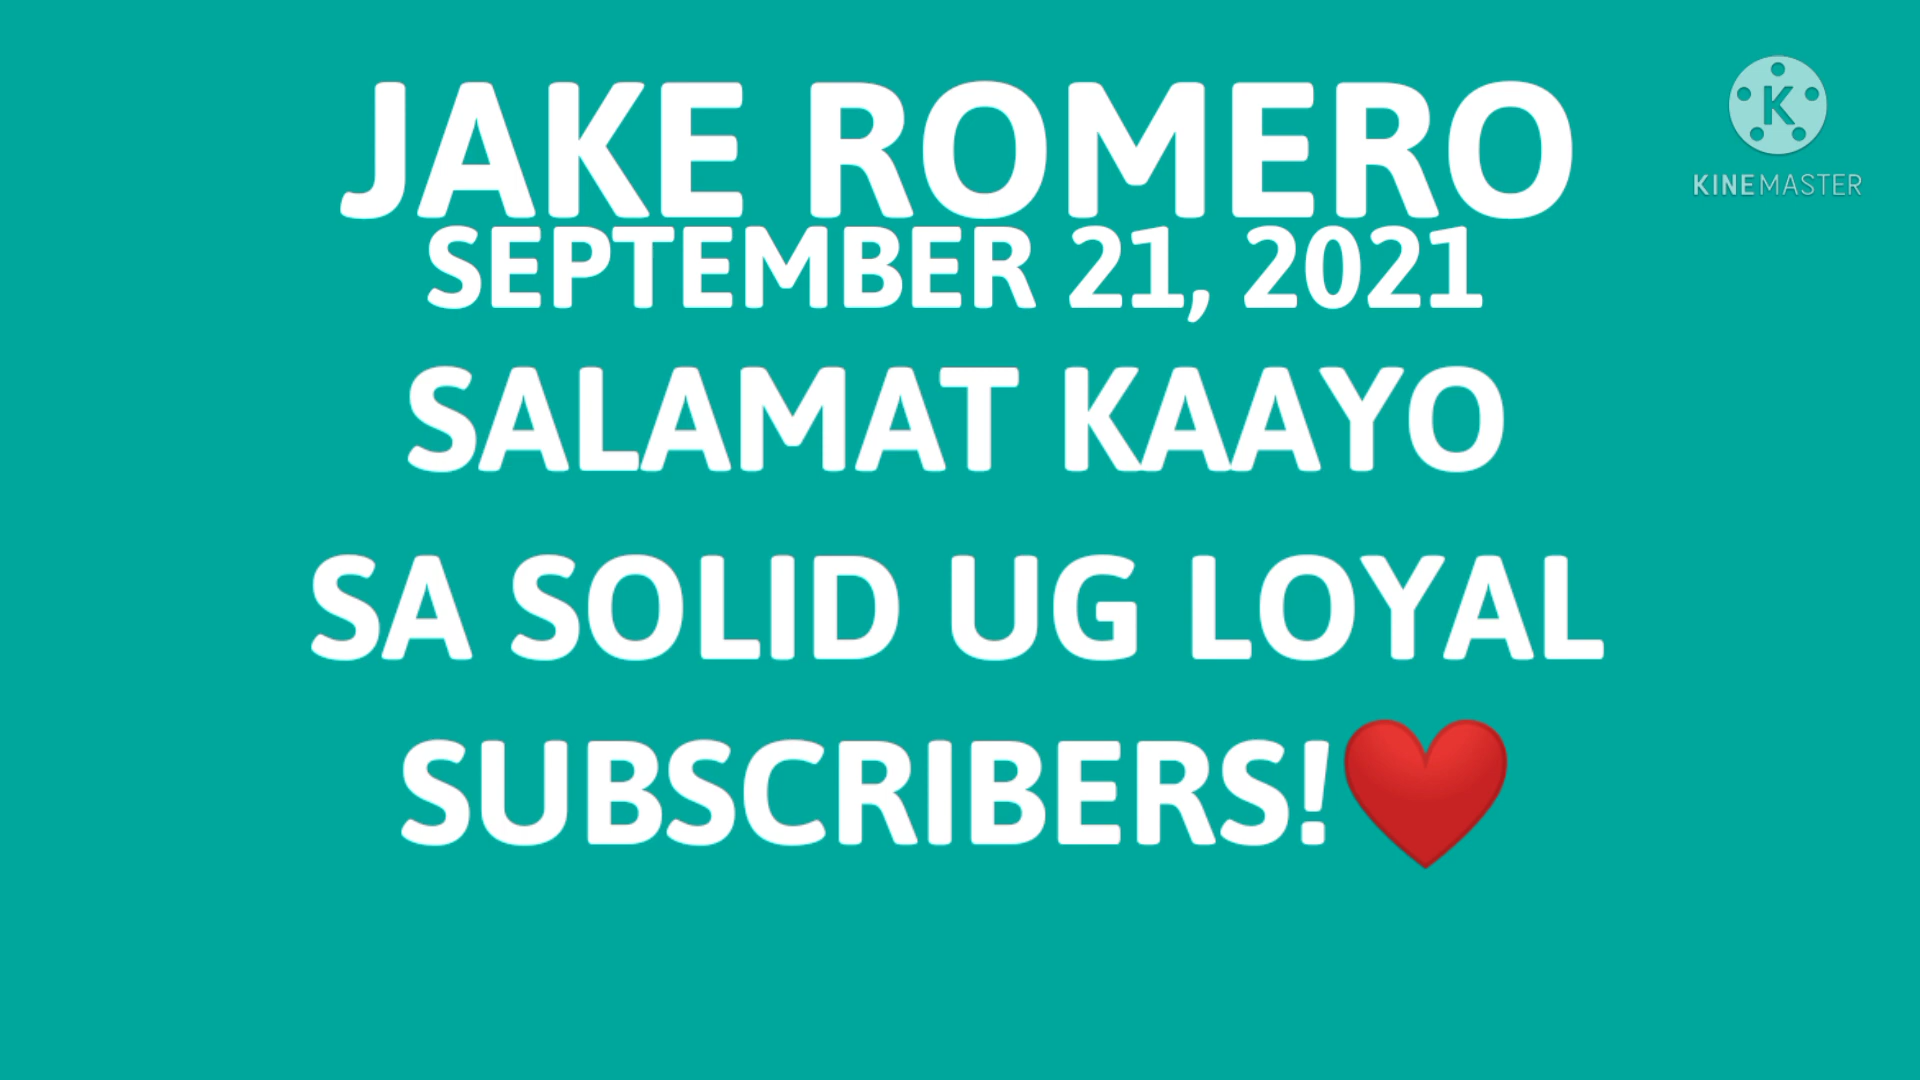 JAKE ROMERO
SEPTEMBER 21, 2021
SALAMAT KAAYO
SA SOLID UG LOYAL
SUBSCRIBERS!❤️
K
KINEMASTER